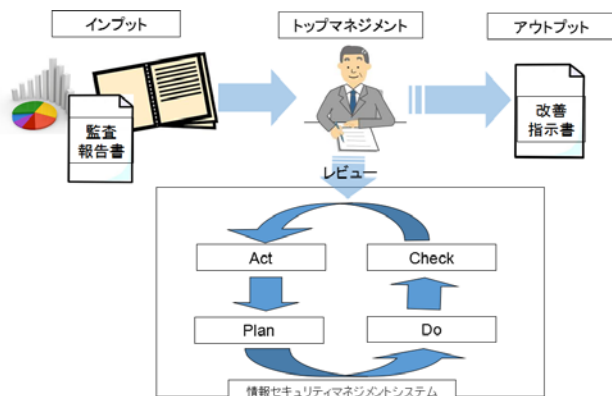 インプット
トップマネジメント
アウトプット
監査
報告書
改善
指示書
レビュー
Act
Check
Plan
Do
情報セキュリティマネジメントシステム